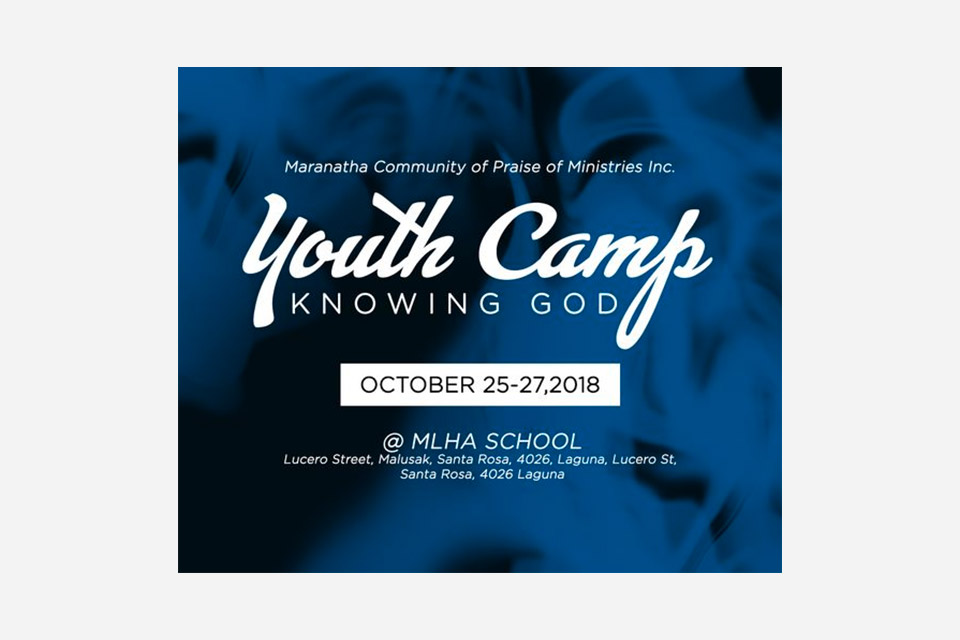 Maranatha Community of Praise of Ministries Inc.
Youth Camp
KNOWING GOD
OCTOBER 25-27,2018
@ MLHA SCHOOL
Lucero Street, Malusak, Santa Rosa, 4026, Laguna, Lucero St,
Santa Rosa, 4026 Laguna